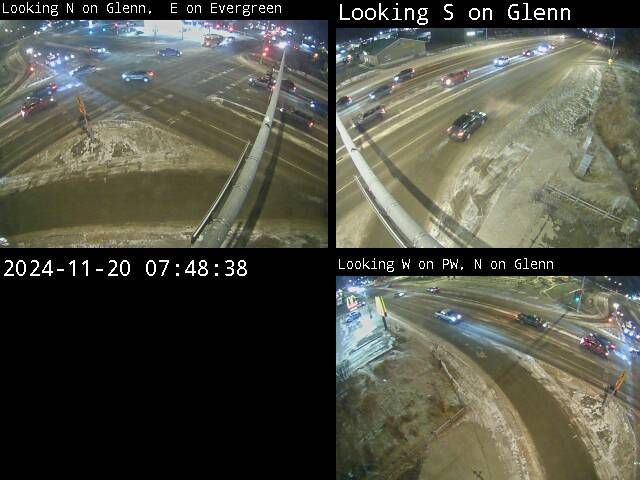 Looking N on Glenn,  E on Evergreen
Looking S on Glenn
2024-11-20 07:48:38
Looking W on PW, N on Glenn